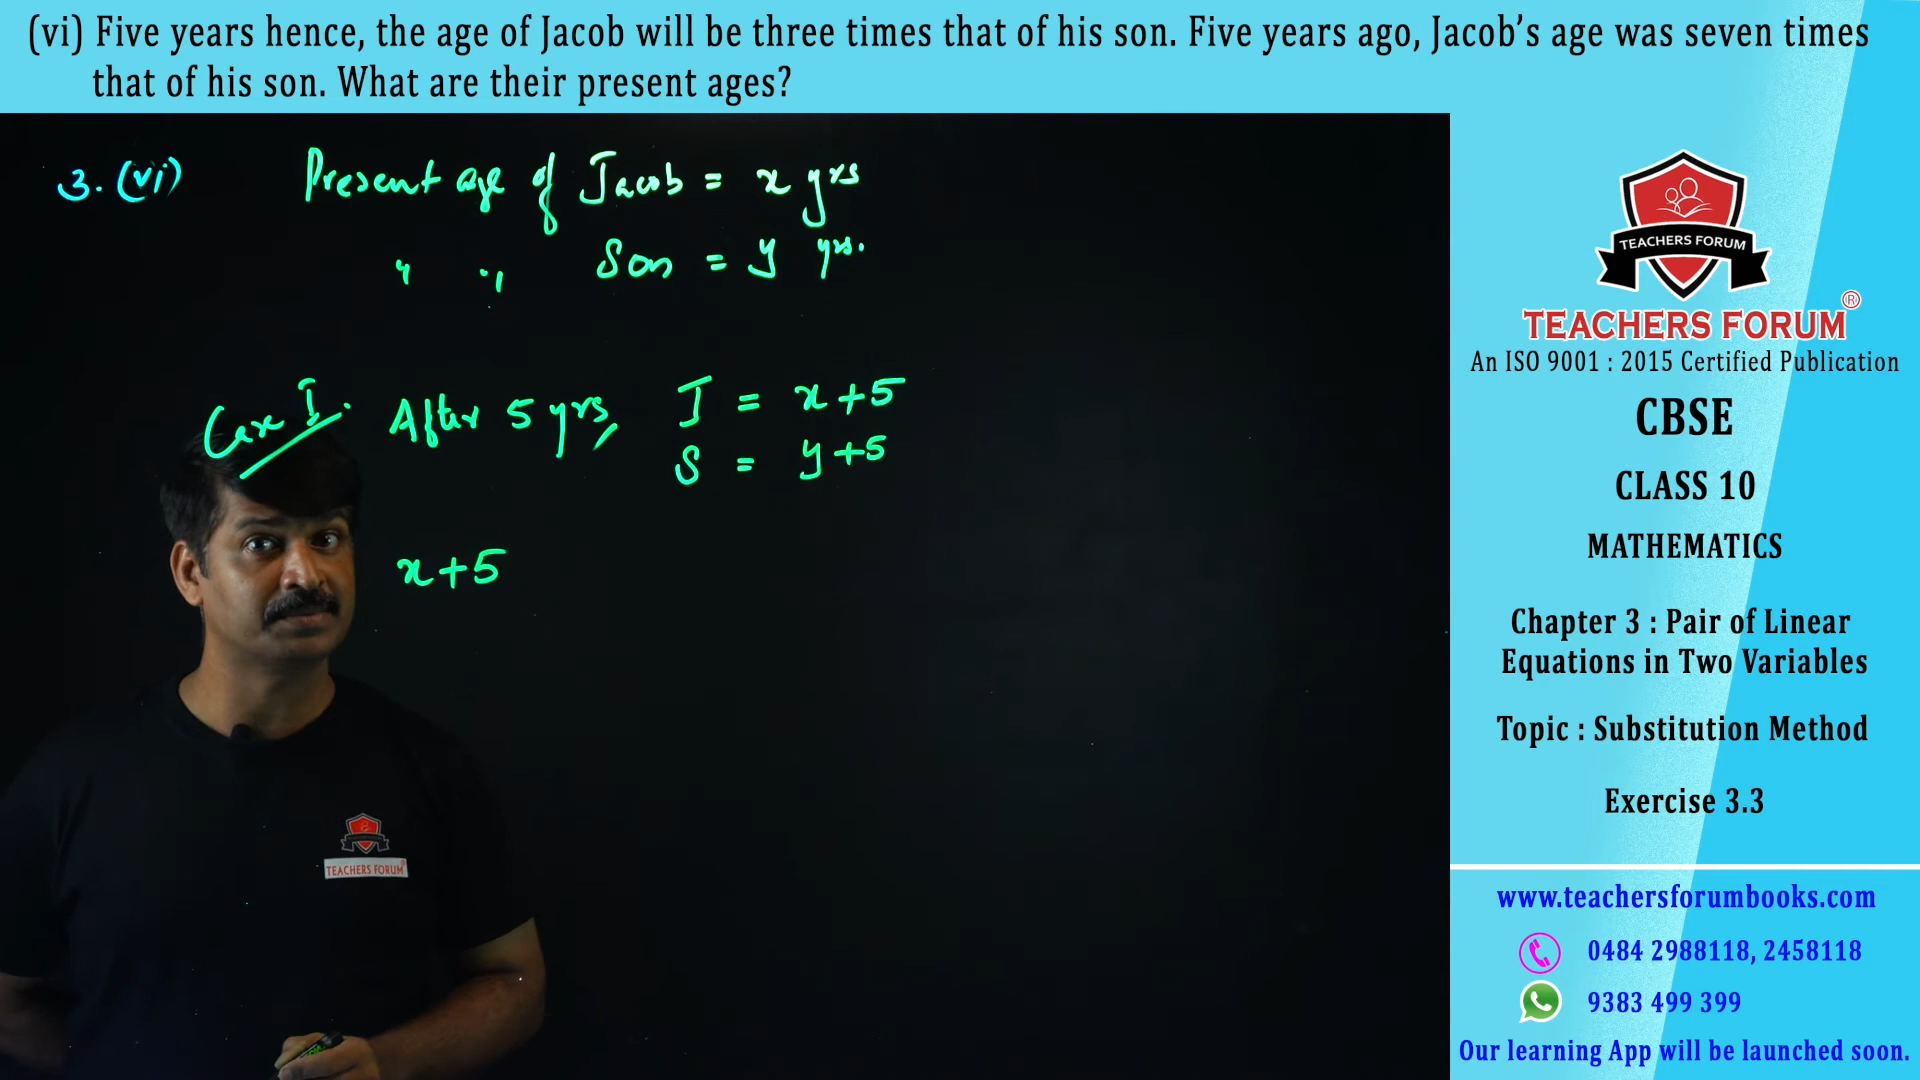 (vi) Five years hence, the age of Jacob will be three times that of his son. Five years ago, Jacob’s age was seven times
that of his son. What are their present ages?
3. (vi)
Present age of Jacob = x yrs
" " Son = y yrs.
Case I. After 5 yrs, J = x+5
S = y+5
x+5
TEACHERS FORUM
TEACHERS FORUM
TEACHERS FORUM®
An ISO 9001 : 2015 Certified Publication
CBSE
CLASS 10
MATHEMATICS
Chapter 3 : Pair of Linear
Equations in Two Variables
Topic : Substitution Method
Exercise 3.3
www.teachersforumbooks.com
0484 2988118, 2458118
9383 499 399
Our learning App will be launched soon.